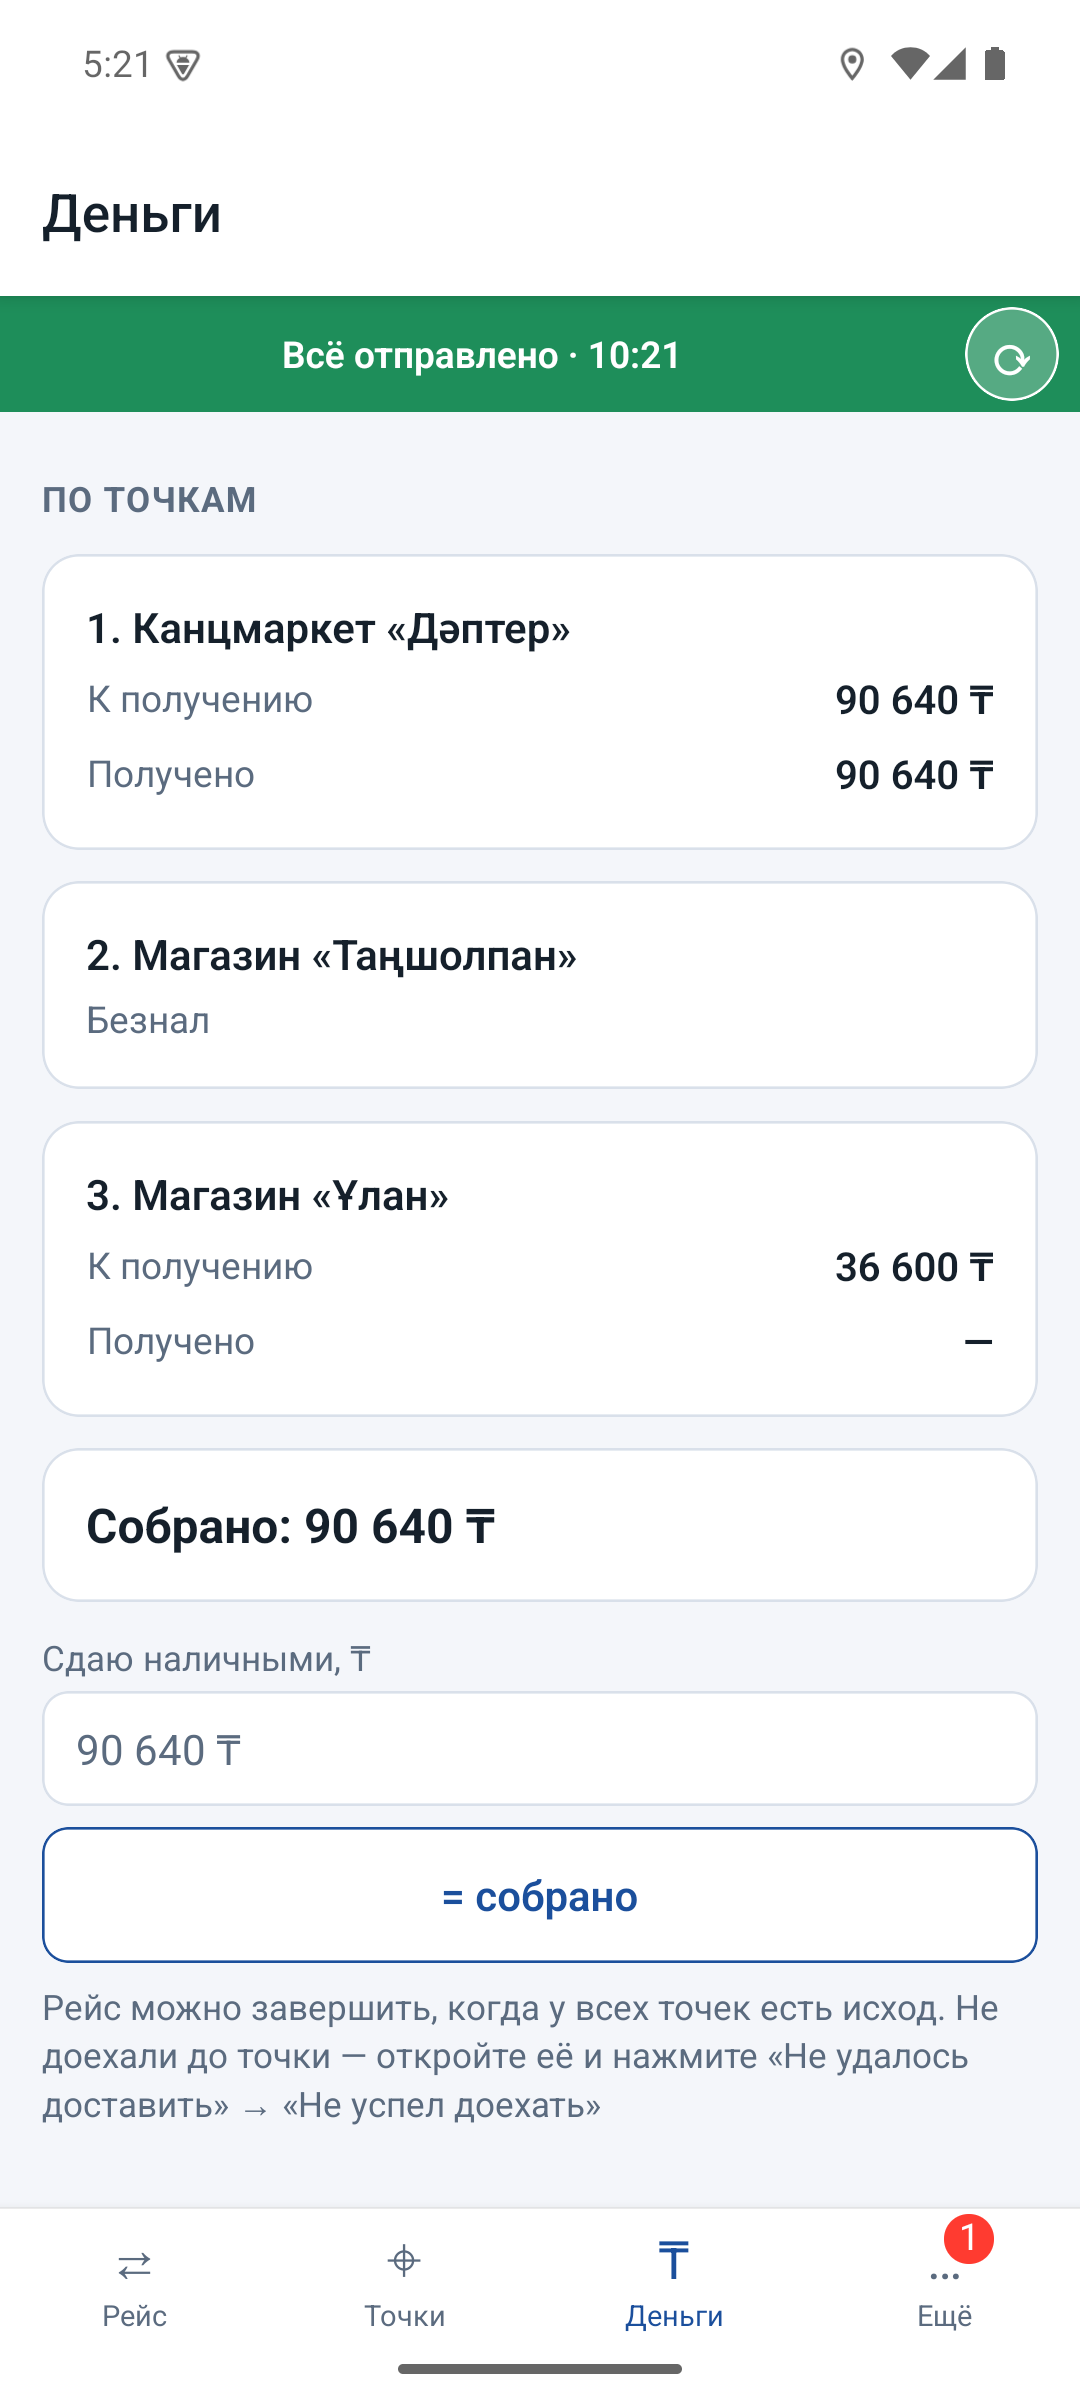 5:21
Деньги
Всё отправлено · 10:21
ПО ТОЧКАМ
1. Канцмаркет «Дәптер»
К получению 90 640 ₸
Получено 90 640 ₸
2. Магазин «Таңшолпан»
Безнал
3. Магазин «Ұлан»
К получению 36 600 ₸
Получено —
Собрано: 90 640 ₸
Сдаю наличными, ₸
90 640 ₸
= собрано
Рейс можно завершить, когда у всех точек есть исход. Не
доехали до точки — откройте её и нажмите «Не удалось
доставить» → «Не успел доехать»
1
Рейс Точки Деньги Ещё